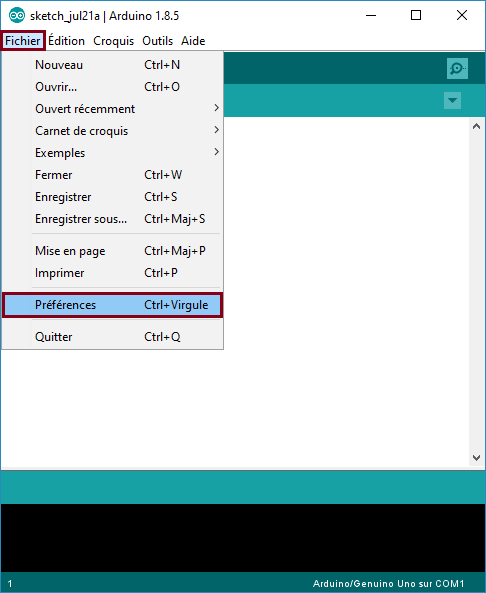 sketch_jul21a | Arduino 1.8.5
Fichier Édition Croquis Outils Aide
Nouveau Ctrl+N
Ouvrir... Ctrl+O
Ouvert récemment
Carnet de croquis
Exemples
Fermer Ctrl+W
Enregistrer Ctrl+S
Enregistrer sous... Ctrl+Maj+S
Mise en page Ctrl+Maj+P
Imprimer Ctrl+P
Préférences Ctrl+Virgule
Quitter Ctrl+Q
1 Arduino/Genuino Uno sur COM1